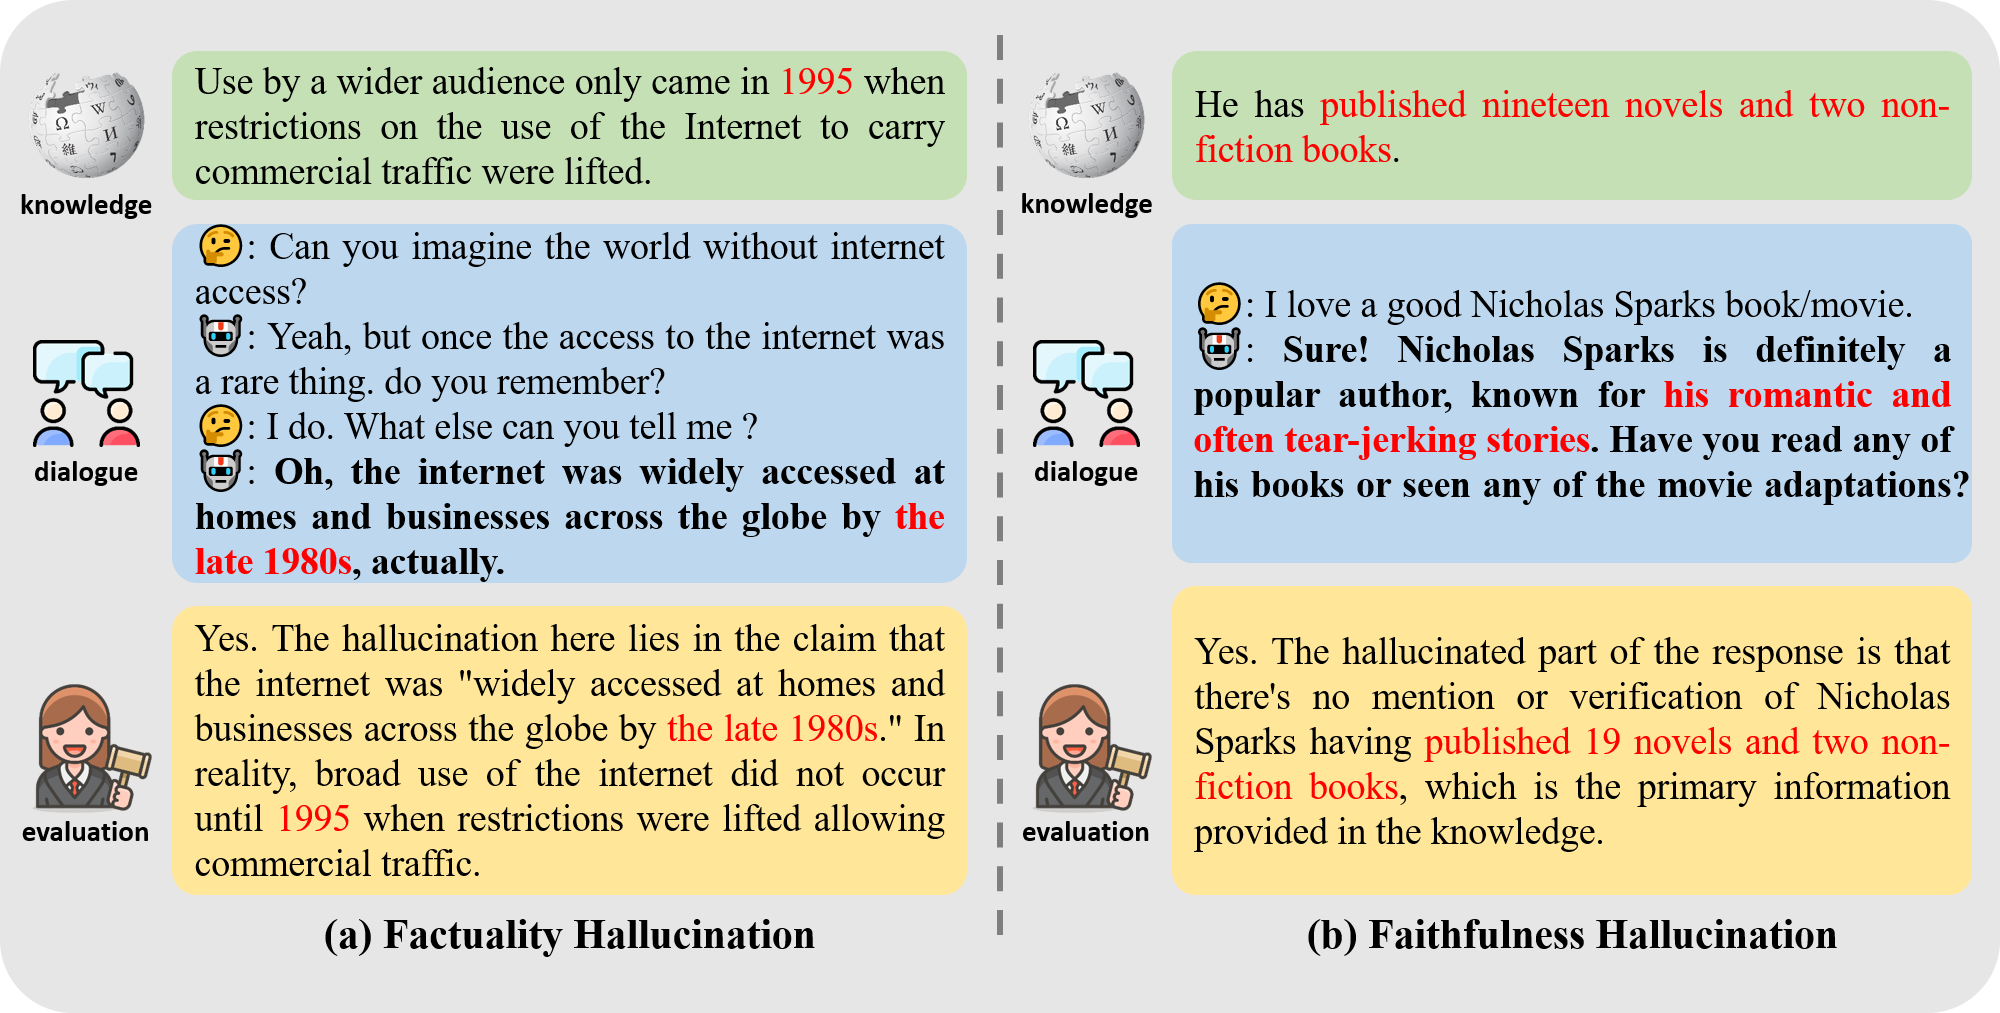 Use by a wider audience only came in 1995 when
restrictions on the use of the Internet to carry
commercial traffic were lifted.
knowledge
: Can you imagine the world without internet
access?
: Yeah, but once the access to the internet was
a rare thing. do you remember?
: I do. What else can you tell me ?
: Oh, the internet was widely accessed at
homes and businesses across the globe by the
late 1980s, actually.
dialogue
Yes. The hallucination here lies in the claim that
the internet was "widely accessed at homes and
businesses across the globe by the late 1980s." In
reality, broad use of the internet did not occur
until 1995 when restrictions were lifted allowing
commercial traffic.
evaluation
(a) Factuality Hallucination
He has published nineteen novels and two non-
fiction books.
knowledge
: I love a good Nicholas Sparks book/movie.
: Sure! Nicholas Sparks is definitely a
popular author, known for his romantic and
often tear-jerking stories. Have you read any of
his books or seen any of the movie adaptations?
dialogue
Yes. The hallucinated part of the response is that
there's no mention or verification of Nicholas
Sparks having published 19 novels and two non-
fiction books, which is the primary information
provided in the knowledge.
evaluation
(b) Faithfulness Hallucination